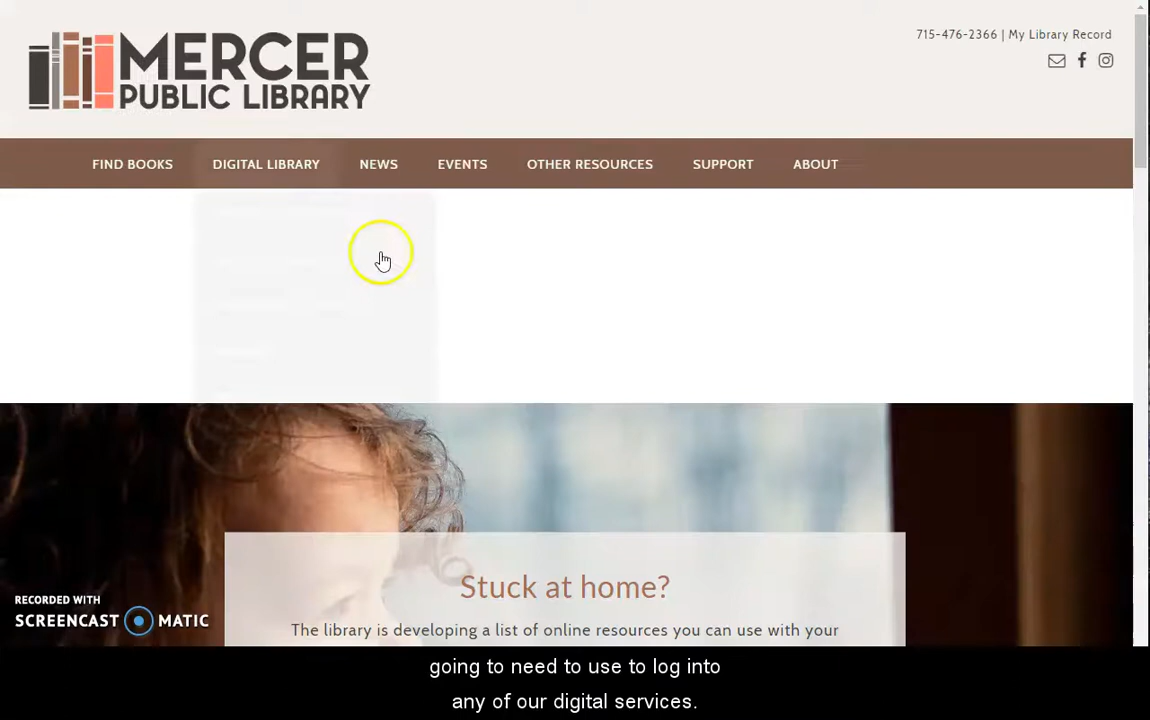 MERCER
PUBLIC LIBRARY
715-476-2366 | My Library Record
FIND BOOKS DIGITAL LIBRARY NEWS EVENTS OTHER RESOURCES SUPPORT ABOUT
Stuck at home?
The library is developing a list of online resources you can use with your
RECORDED WITH
SCREENCAST MATIC
going to need to use to log into
any of our digital services.